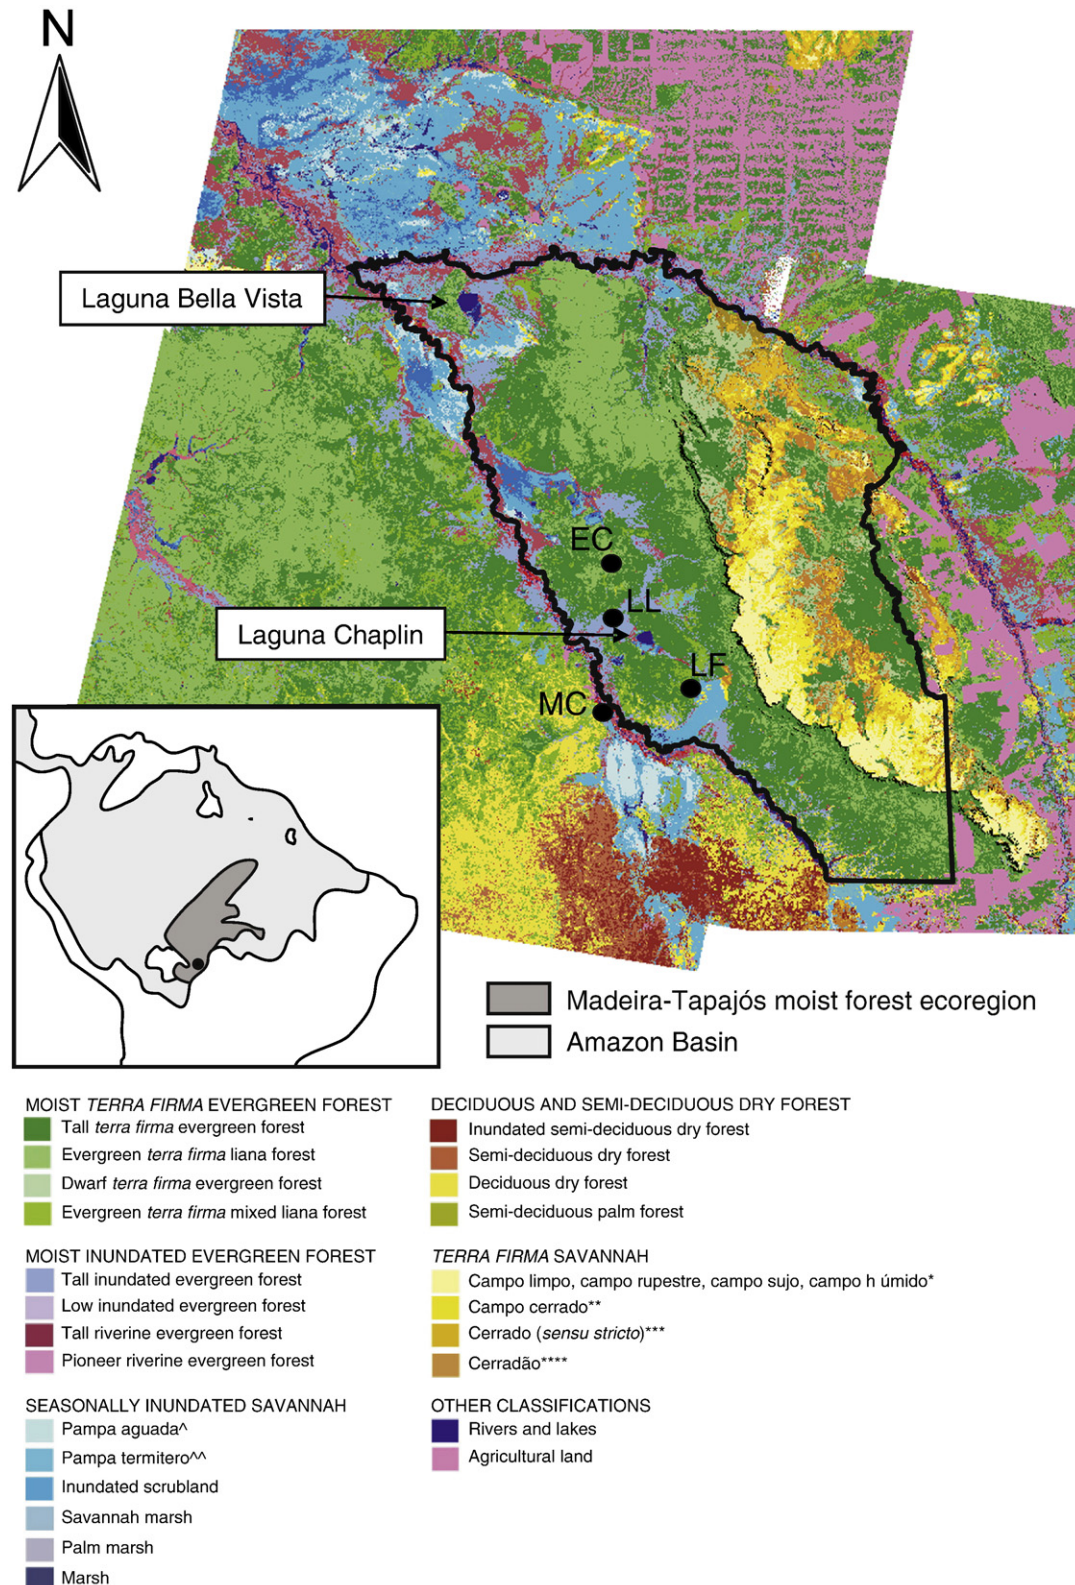 N
Laguna Bella Vista
EC
LL
Laguna Chaplin
LF
MC
Madeira-Tapajós moist forest ecoregion
Amazon Basin
MOIST TERRA FIRMA EVERGREEN FOREST
Tall terra firma evergreen forest
Evergreen terra firma liana forest
Dwarf terra firma evergreen forest
Evergreen terra firma mixed liana forest
MOIST INUNDATED EVERGREEN FOREST
Tall inundated evergreen forest
Low inundated evergreen forest
Tall riverine evergreen forest
Pioneer riverine evergreen forest
SEASONALLY INUNDATED SAVANNAH
Pampa aguada^
Pampa termitero^^
Inundated scrubland
Savannah marsh
Palm marsh
Marsh
DECIDUOUS AND SEMI-DECIDUOUS DRY FOREST
Inundated semi-deciduous dry forest
Semi-deciduous dry forest
Deciduous dry forest
Semi-deciduous palm forest
TERRA FIRMA SAVANNAH
Campo limpo, campo rupestre, campo sujo, campo h úmido*
Campo cerrado**
Cerrado (sensu stricto)***
Cerradão****
OTHER CLASSIFICATIONS
Rivers and lakes
Agricultural land